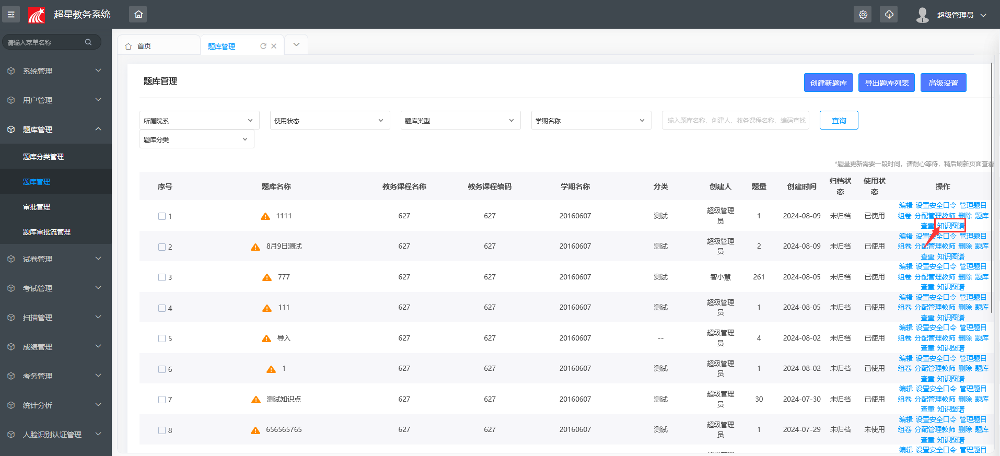 超星教务系统
超级管理员
请输入菜单名称
首页
题库管理
系统管理
用户管理
题库管理
题库分类管理
题库管理
审批管理
题库审批流管理
试卷管理
考试管理
扫描管理
成绩管理
考务管理
统计分析
人脸识别认证管理
题库管理
创建新题库 导出题库列表 高级设置
所属院系 使用状态 题库类型 学期名称 输入题库名称、创建人、教务课程名称、编码查找 查询
题库分类
*题量更新需要一段时间，请耐心等待，稍后刷新页面查看
序号 题库名称 教务课程名称 教务课程编码 学期名称 分类 创建人 题量 创建时间 归档状态 使用状态 操作
1 1111 627 627 20160607 测试 超级管理员 1 2024-08-09 未归档 已使用 编辑 设置安全口令 管理题目 组卷 分配管理教师 删除 题库查重 知识图谱
2 8月9日测试 627 627 20160607 测试 超级管理员 2 2024-08-09 未归档 已使用 编辑 设置安全口令 管理题目 组卷 分配管理教师 删除 题库查重 知识图谱
3 777 627 627 20160607 测试 智小慧 261 2024-08-05 未归档 已使用 编辑 设置安全口令 管理题目 组卷 分配管理教师 删除 题库查重 知识图谱
4 111 627 627 20160607 测试 超级管理员 1 2024-08-05 未归档 已使用 编辑 设置安全口令 管理题目 组卷 分配管理教师 删除 题库查重 知识图谱
5 导入 627 627 20160607 -- 超级管理员 4 2024-08-02 未归档 已使用 编辑 设置安全口令 管理题目 组卷 分配管理教师 删除 题库查重 知识图谱
6 1 627 627 20160607 测试 超级管理员 1 2024-08-02 未归档 已使用 编辑 设置安全口令 管理题目 组卷 分配管理教师 删除 题库查重 知识图谱
7 测试知识点 627 627 20160607 测试 超级管理员 30 2024-07-30 未归档 已使用 编辑 设置安全口令 管理题目 组卷 分配管理教师 删除 题库查重 知识图谱
8 656565765 627 627 20160607 测试 超级管理员 1 2024-07-29 未归档 未使用 编辑 设置安全口令 管理题目 组卷 分配管理教师 删除 题库查重 知识图谱
编辑 设置安全口令 管理题目